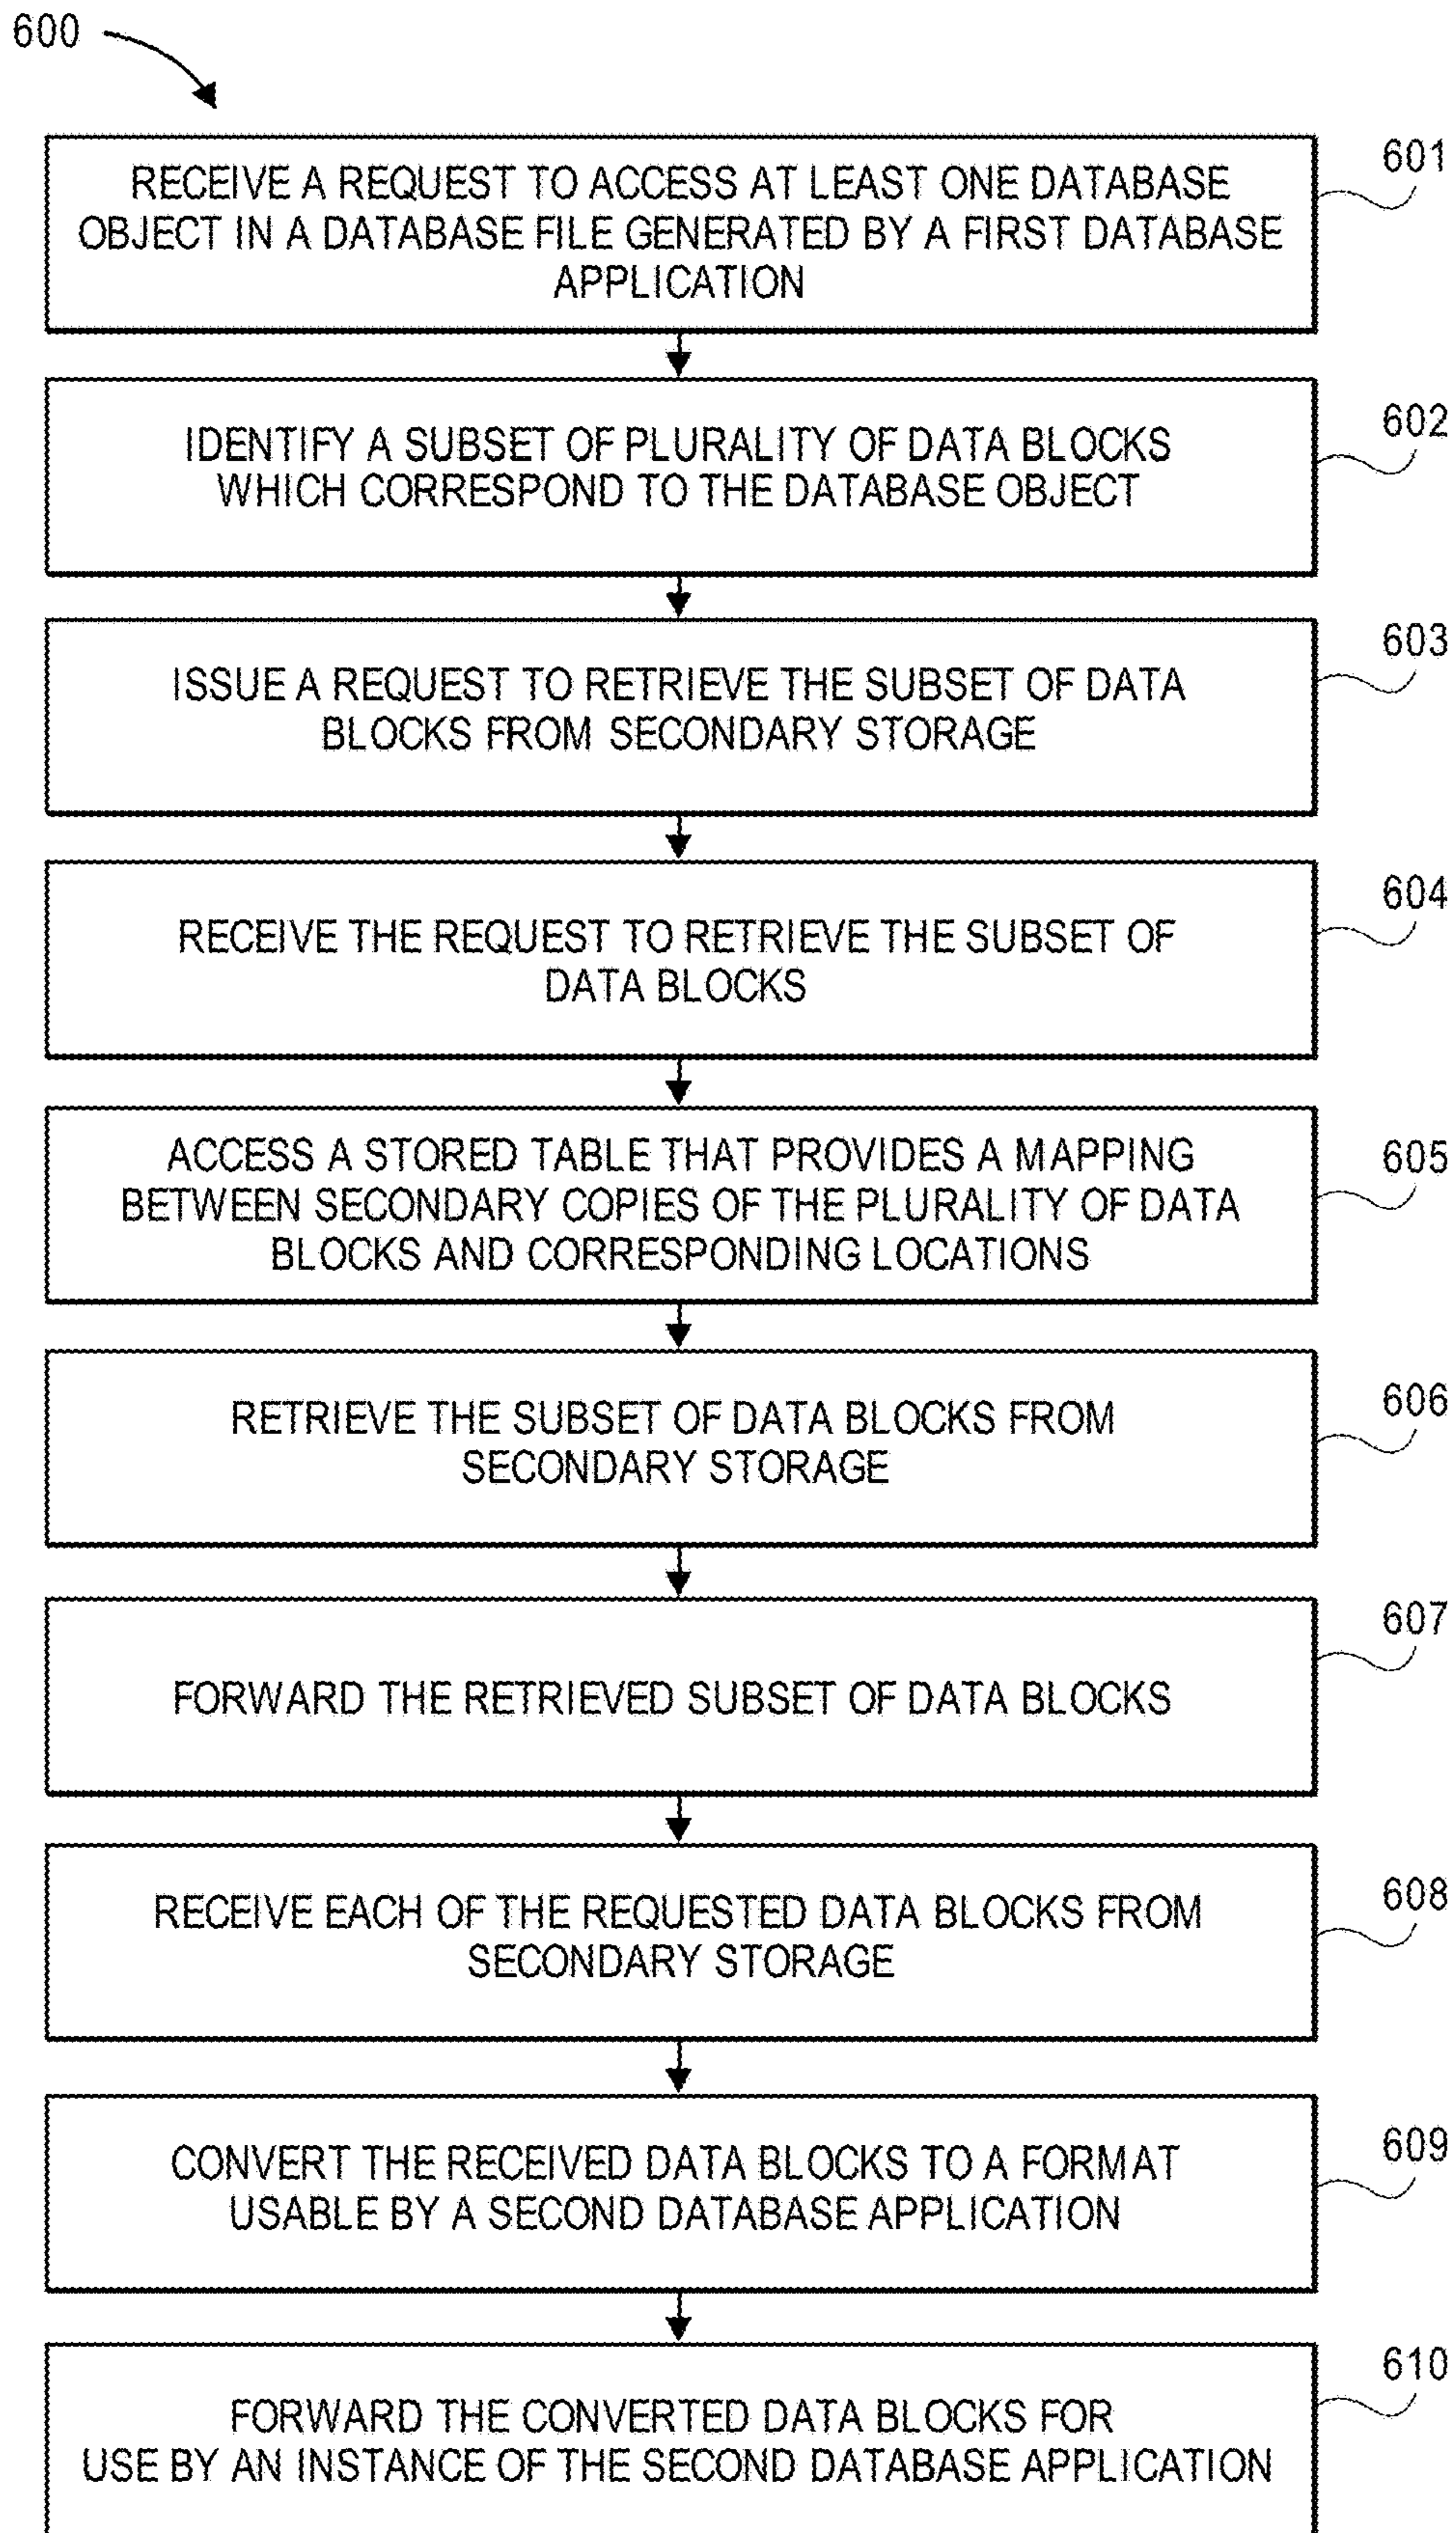 600
RECEIVE A REQUEST TO ACCESS AT LEAST ONE DATABASE
OBJECT IN A DATABASE FILE GENERATED BY A FIRST DATABASE
APPLICATION
601
IDENTIFY A SUBSET OF PLURALITY OF DATA BLOCKS
WHICH CORRESPOND TO THE DATABASE OBJECT
602
ISSUE A REQUEST TO RETRIEVE THE SUBSET OF DATA
BLOCKS FROM SECONDARY STORAGE
603
RECEIVE THE REQUEST TO RETRIEVE THE SUBSET OF
DATA BLOCKS
604
ACCESS A STORED TABLE THAT PROVIDES A MAPPING
BETWEEN SECONDARY COPIES OF THE PLURALITY OF DATA
BLOCKS AND CORRESPONDING LOCATIONS
605
RETRIEVE THE SUBSET OF DATA BLOCKS FROM
SECONDARY STORAGE
606
FORWARD THE RETRIEVED SUBSET OF DATA BLOCKS
607
RECEIVE EACH OF THE REQUESTED DATA BLOCKS FROM
SECONDARY STORAGE
608
CONVERT THE RECEIVED DATA BLOCKS TO A FORMAT
USABLE BY A SECOND DATABASE APPLICATION
609
FORWARD THE CONVERTED DATA BLOCKS FOR
USE BY AN INSTANCE OF THE SECOND DATABASE APPLICATION
610